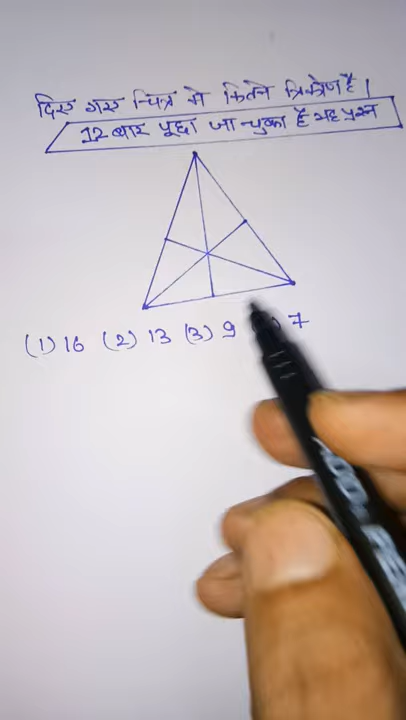 दिए गए चित्र मे कितने त्रिकोण है ।
12 बार पूछा जा चुका है यह प्रश्न
(1) 16 (2) 13 (3) 9 ) 7